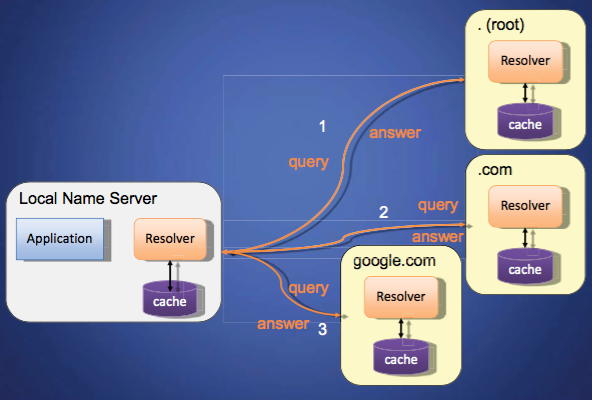 . (root)
Resolver
cache
1
answer
query
.com
Resolver
cache
2
query
answer
Local Name Server
Application
Resolver
cache
google.com
Resolver
cache
query
answer
3